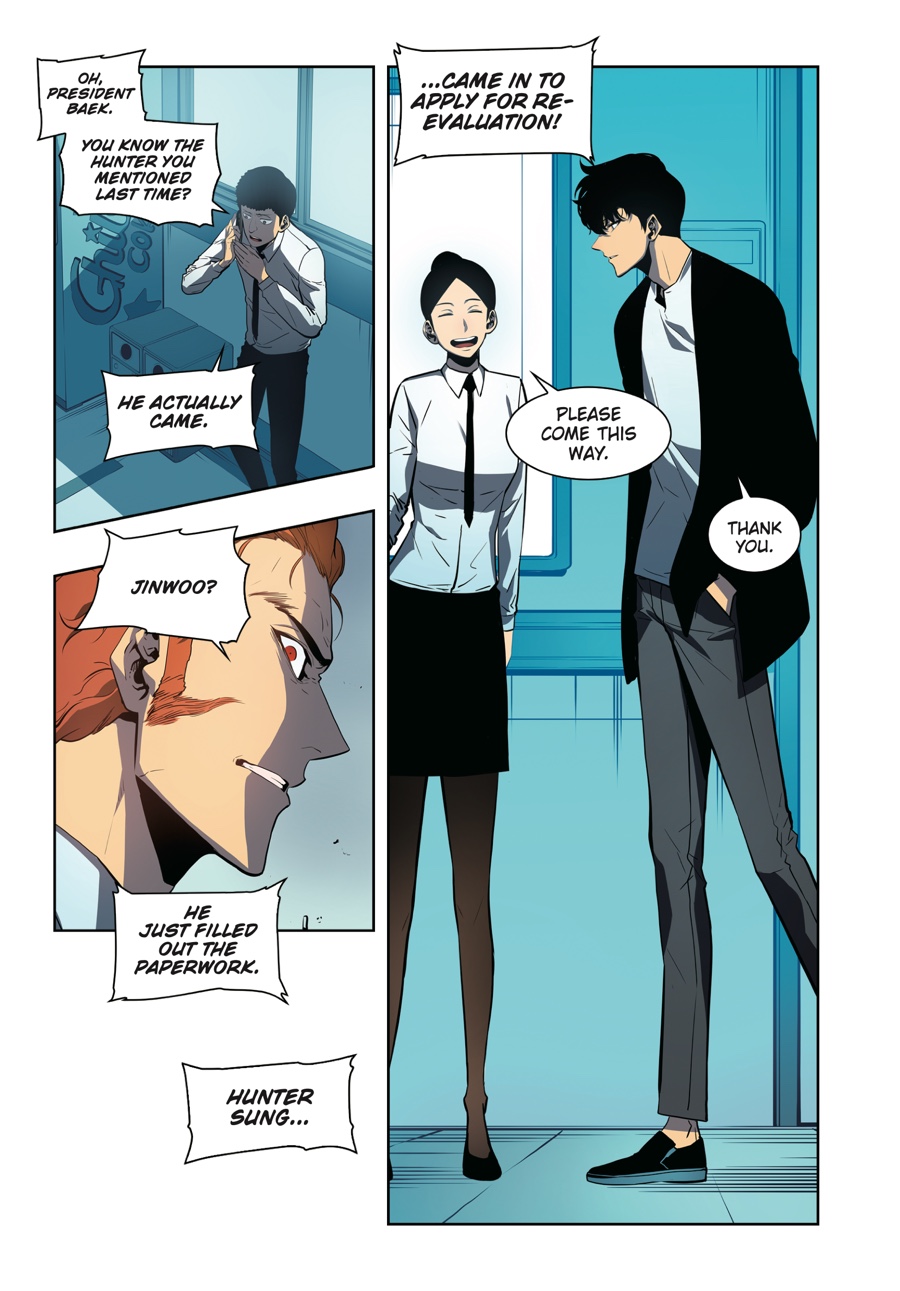 OH,
PRESIDENT
BAEK.
YOU KNOW THE
HUNTER YOU
MENTIONED
LAST TIME?
HE ACTUALLY
CAME.
JINWOO?
HE
JUST FILLED
OUT THE
PAPERWORK.
HUNTER
SUNG...
...CAME IN TO
APPLY FOR RE-
EVALUATION!
PLEASE
COME THIS
WAY.
THANK
YOU.